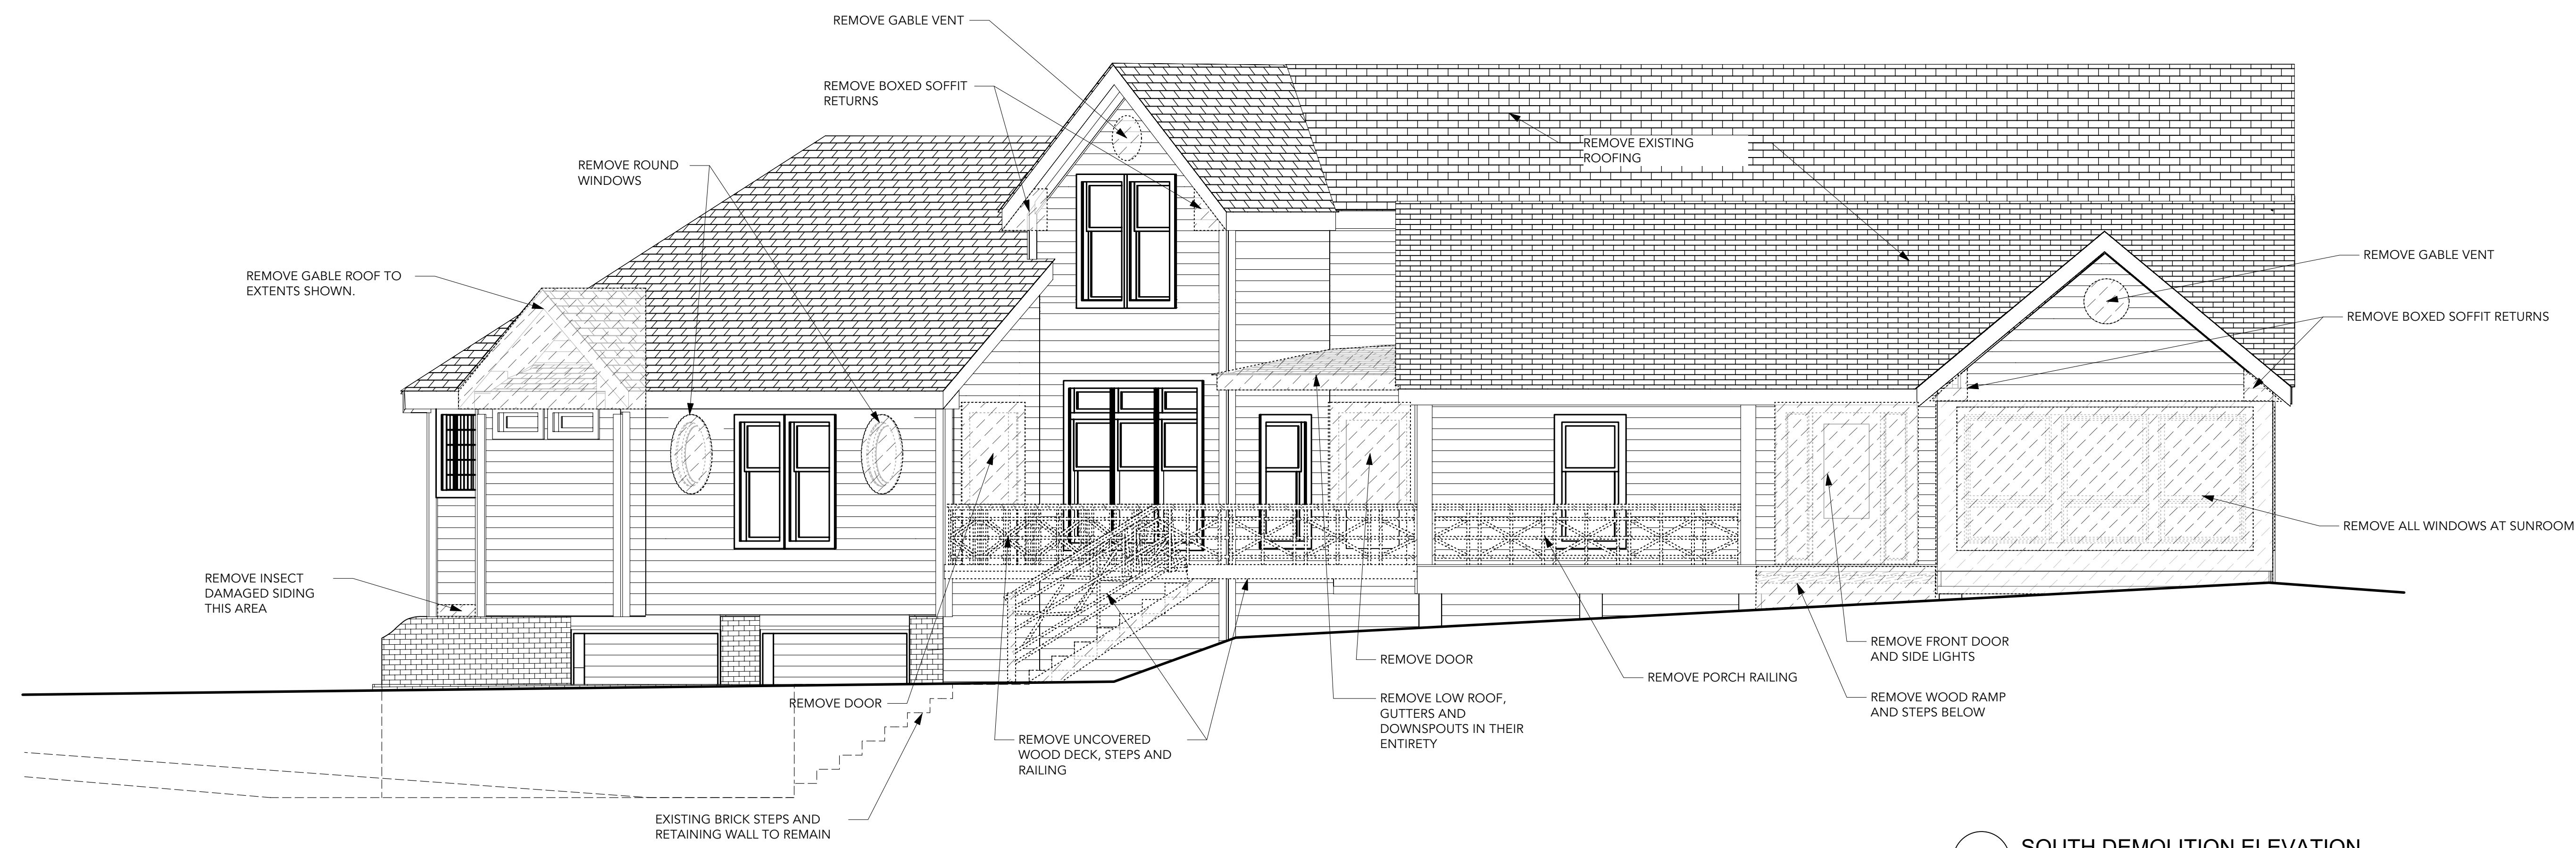 REMOVE GABLE VENT
REMOVE BOXED SOFFIT
RETURNS
REMOVE ROUND
WINDOWS
REMOVE EXISTING
ROOFING
REMOVE GABLE ROOF TO
EXTENTS SHOWN.
REMOVE GABLE VENT
REMOVE BOXED SOFFIT RETURNS
REMOVE ALL WINDOWS AT SUNROOM
REMOVE INSECT
DAMAGED SIDING
THIS AREA
REMOVE DOOR
REMOVE UNCOVERED
WOOD DECK, STEPS AND
RAILING
REMOVE DOOR
REMOVE LOW ROOF,
GUTTERS AND
DOWNSPOUTS IN THEIR
ENTIRETY
REMOVE PORCH RAILING
REMOVE FRONT DOOR
AND SIDE LIGHTS
REMOVE WOOD RAMP
AND STEPS BELOW
EXISTING BRICK STEPS AND
RETAINING WALL TO REMAIN
SOUTH DEMOLITION ELEVATION